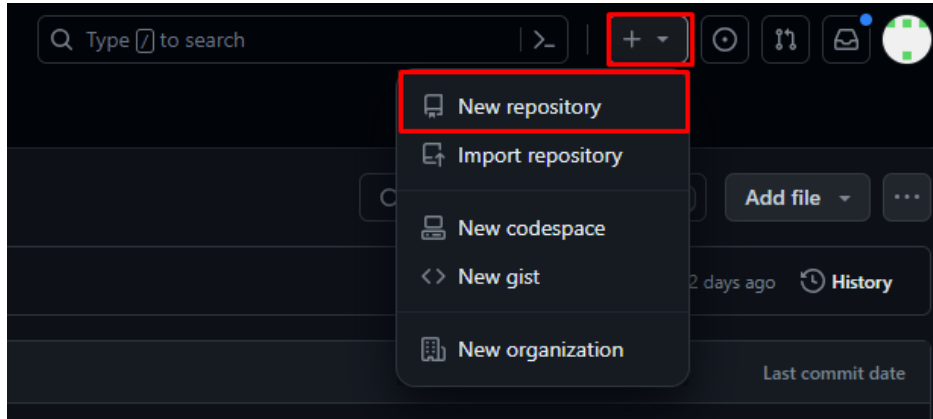 Type / to search
New repository
Import repository
Add file
New codespace
New gist
2 days ago
History
New organization
Last commit date